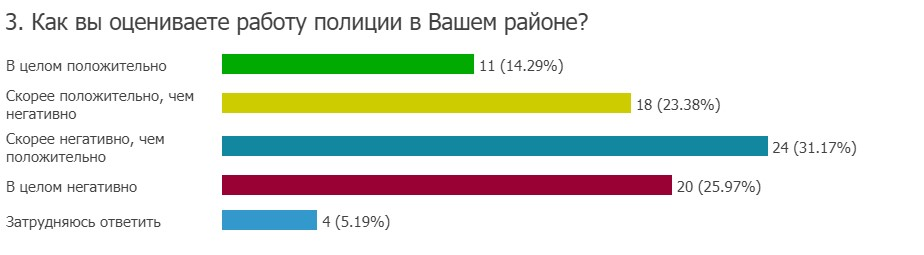 3. Как вы оцениваете работу полиции в Вашем районе?
В целом положительно 11 (14.29%)
Скорее положительно, чем
негативно 18 (23.38%)
Скорее негативно, чем
положительно 24 (31.17%)
В целом негативно 20 (25.97%)
Затрудняюсь ответить 4 (5.19%)